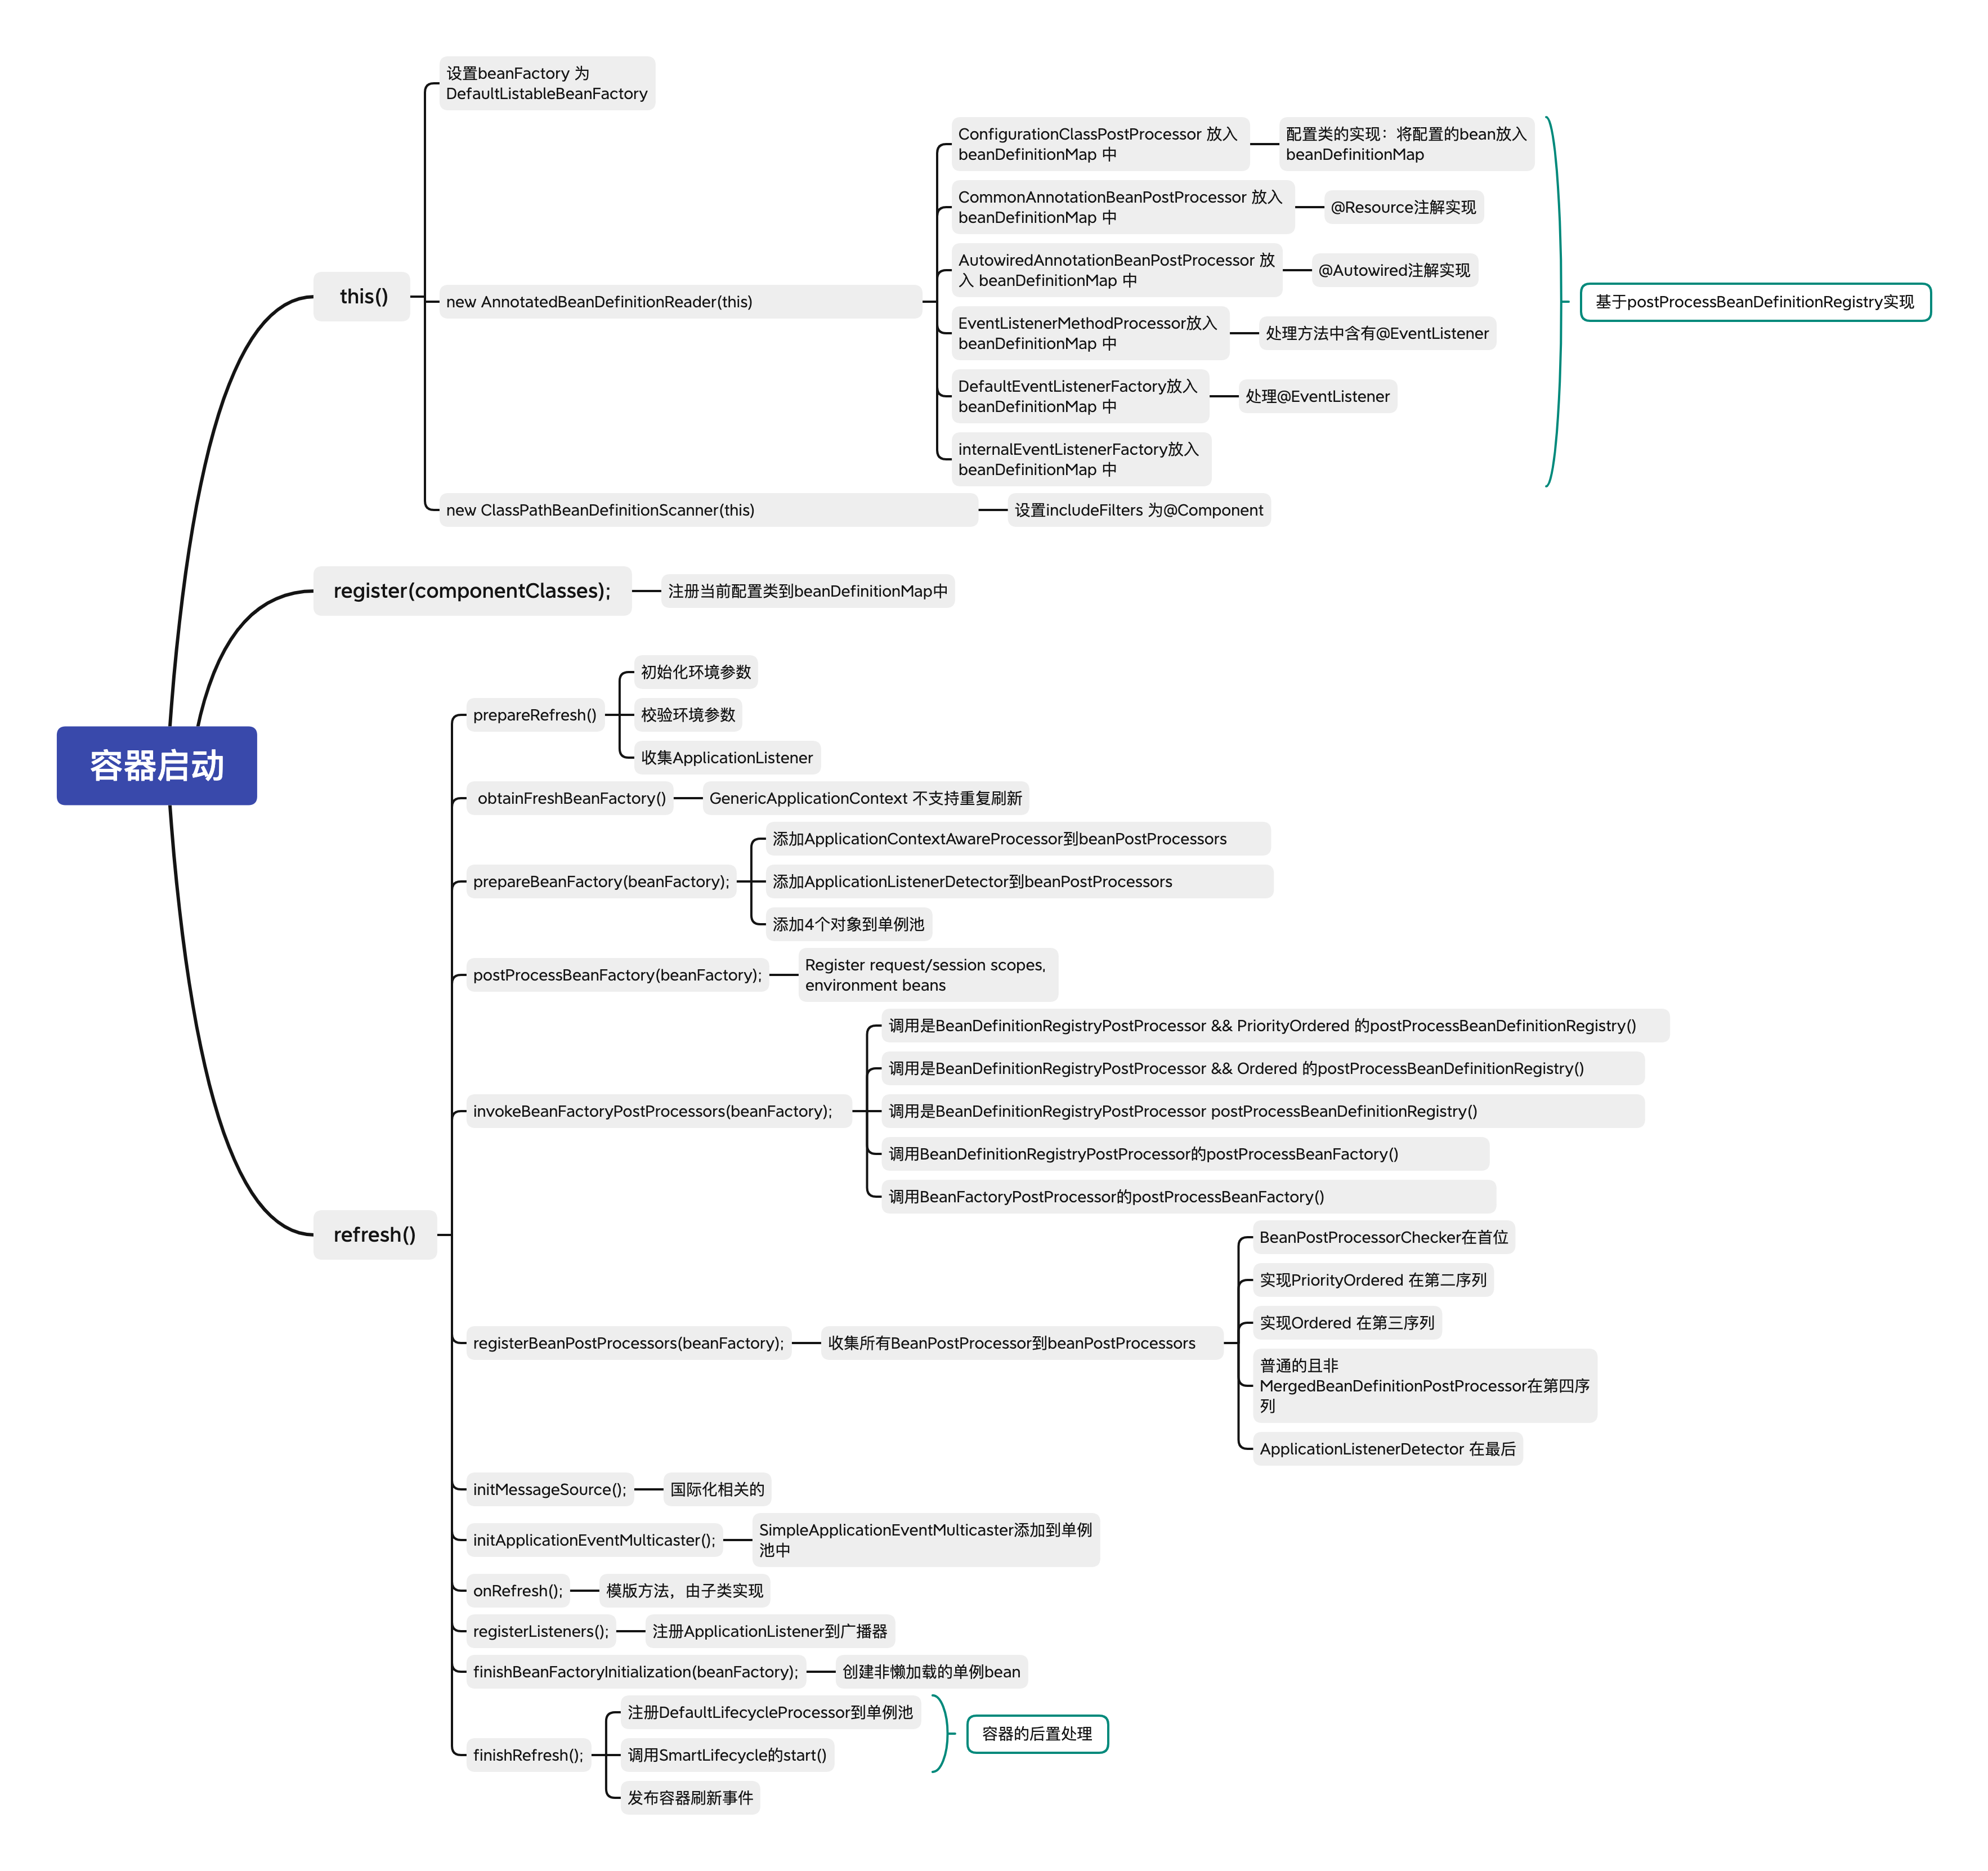 容器启动
this()
设置beanFactory 为
DefaultListableBeanFactory
new AnnotatedBeanDefinitionReader(this)
ConfigurationClassPostProcessor 放入
beanDefinitionMap 中
配置类的实现：将配置的bean放入
beanDefinitionMap
CommonAnnotationBeanPostProcessor 放入
beanDefinitionMap 中
@Resource注解实现
AutowiredAnnotationBeanPostProcessor 放
入 beanDefinitionMap 中
@Autowired注解实现
EventListenerMethodProcessor放入
beanDefinitionMap 中
处理方法中含有@EventListener
DefaultEventListenerFactory放入
beanDefinitionMap 中
处理@EventListener
internalEventListenerFactory放入
beanDefinitionMap 中
基于postProcessBeanDefinitionRegistry实现
new ClassPathBeanDefinitionScanner(this)
设置includeFilters 为@Component
register(componentClasses);
注册当前配置类到beanDefinitionMap中
refresh()
prepareRefresh()
初始化环境参数
校验环境参数
收集ApplicationListener
obtainFreshBeanFactory()
GenericApplicationContext 不支持重复刷新
prepareBeanFactory(beanFactory);
添加ApplicationContextAwareProcessor到beanPostProcessors
添加ApplicationListenerDetector到beanPostProcessors
添加4个对象到单例池
postProcessBeanFactory(beanFactory);
Register request/session scopes,
environment beans
invokeBeanFactoryPostProcessors(beanFactory);
调用是BeanDefinitionRegistryPostProcessor && PriorityOrdered 的postProcessBeanDefinitionRegistry()
调用是BeanDefinitionRegistryPostProcessor && Ordered 的postProcessBeanDefinitionRegistry()
调用是BeanDefinitionRegistryPostProcessor postProcessBeanDefinitionRegistry()
调用BeanDefinitionRegistryPostProcessor的postProcessBeanFactory()
调用BeanFactoryPostProcessor的postProcessBeanFactory()
registerBeanPostProcessors(beanFactory);
收集所有BeanPostProcessor到beanPostProcessors
BeanPostProcessorChecker在首位
实现PriorityOrdered 在第二序列
实现Ordered 在第三序列
普通的且非
MergedBeanDefinitionPostProcessor在第四序
列
ApplicationListenerDetector 在最后
initMessageSource();
国际化相关的
initApplicationEventMulticaster();
SimpleApplicationEventMulticaster添加到单例
池中
onRefresh();
模版方法，由子类实现
registerListeners();
注册ApplicationListener到广播器
finishBeanFactoryInitialization(beanFactory);
创建非懒加载的单例bean
finishRefresh();
注册DefaultLifecycleProcessor到单例池
调用SmartLifecycle的start()
发布容器刷新事件
容器的后置处理